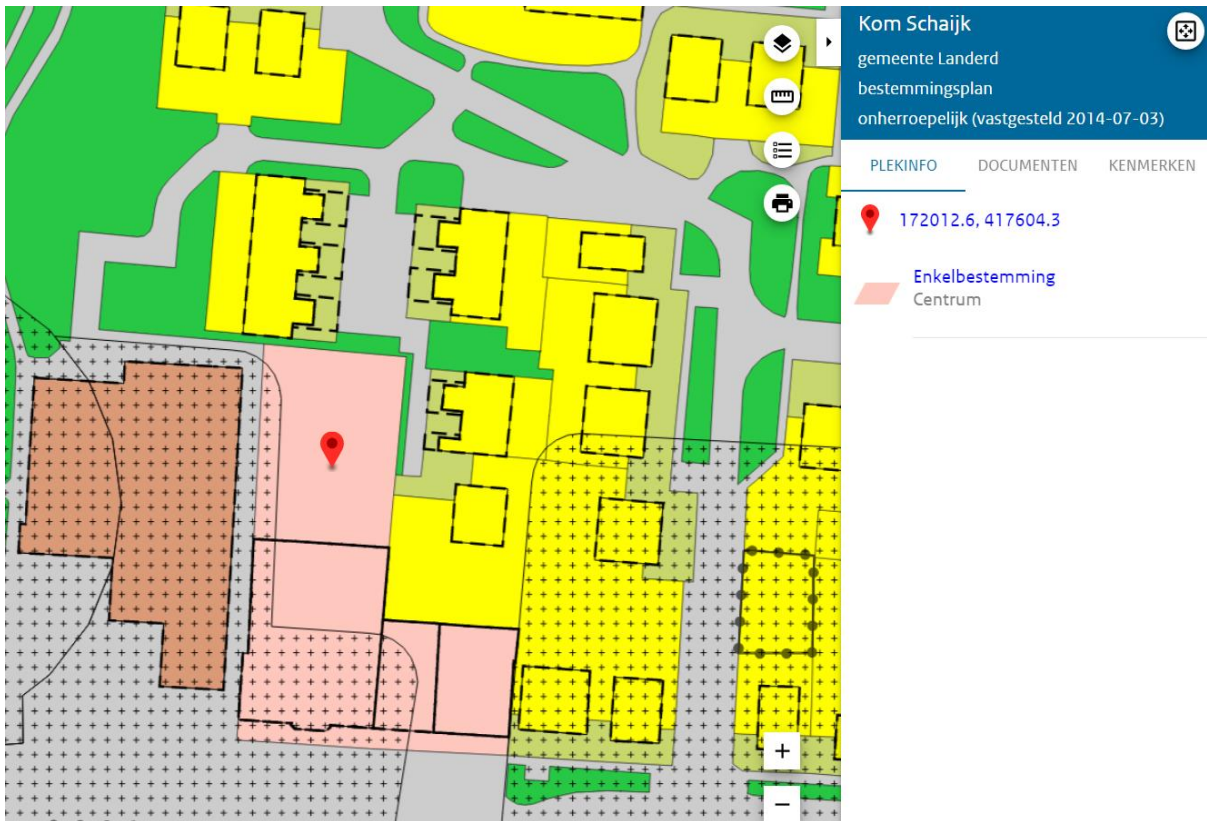 Kom Schaijk
gemeente Landerd
bestemmingsplan
onherroepelijk (vastgesteld 2014-07-03)
PLEKINFO DOCUMENTEN KENMERKEN
172012.6, 417604.3
Enkelbestemming
Centrum